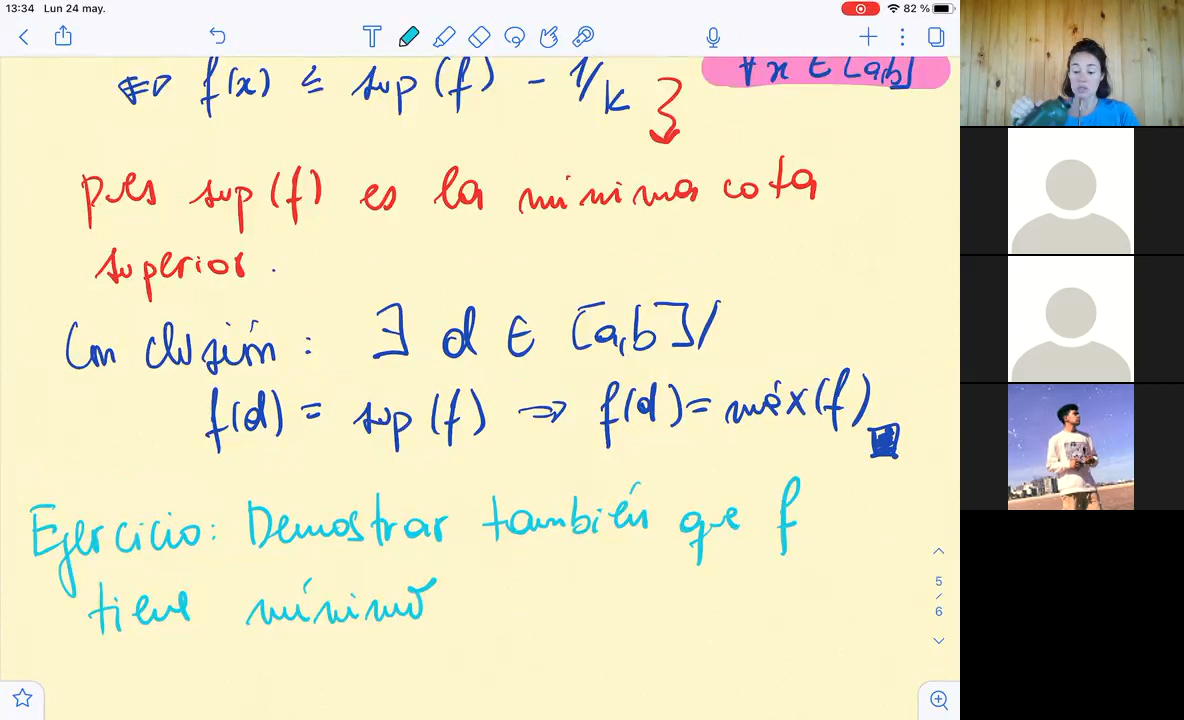 13:34 Lun 24 may.
82 %
⇔ f(x) ≤ sup (f) - 1/k
∀ x ∈ [a,b]
pues sup (f) es la mínima cota
superior.
Conclusión: ∃ d ∈ [a,b] /
f(d) = sup (f) ⇒ f(d) = máx(f)
Ejercicio: Demostrar también que f
tiene mínimo
5
/
6